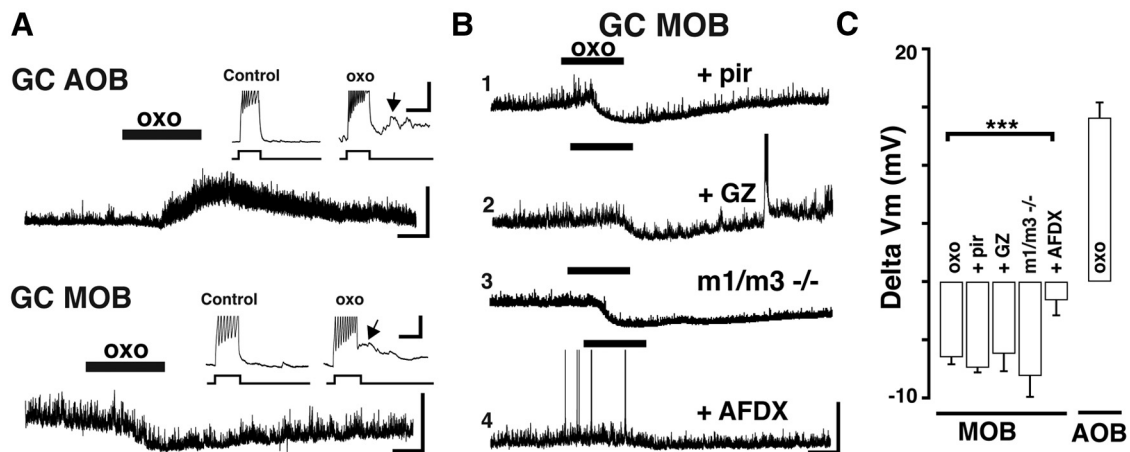 A
GC AOB
oxo
Control
oxo
GC MOB
oxo
Control
oxo
B
GC MOB
oxo
1
+ pir
2
+ GZ
3
m1/m3 -/-
4
+ AFDX
C
Delta Vm (mV)
20
-10
***
oxo
+ pir
+ GZ
m1/m3 -/-
+ AFDX
oxo
MOB
AOB